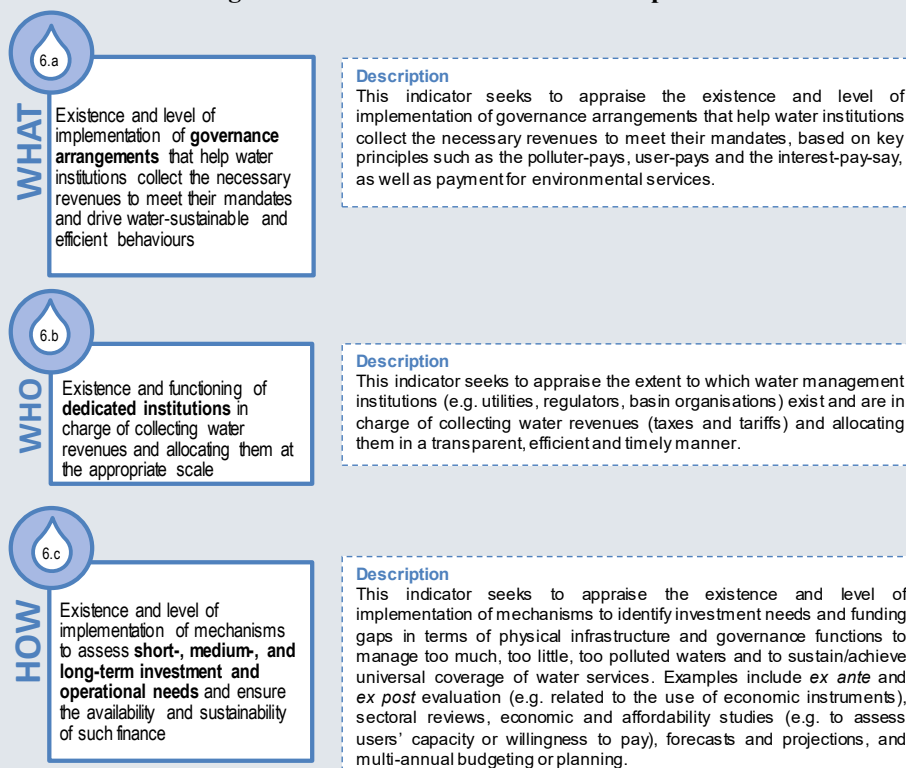 6.a
WHAT
Existence and level of
implementation of governance
arrangements that help water
institutions collect the necessary
revenues to meet their mandates
and drive water-sustainable and
efficient behaviours
Description
This indicator seeks to appraise the existence and level of
implementation of governance arrangements that help water institutions
collect the necessary revenues to meet their mandates, based on key
principles such as the polluter-pays, user-pays and the interest-pay-say,
as well as payment for environmental services.
6.b
WHO
Existence and functioning of
dedicated institutions in
charge of collecting water
revenues and allocating them at
the appropriate scale
Description
This indicator seeks to appraise the extent to which water management
institutions (e.g. utilities, regulators, basin organisations) exist and are in
charge of collecting water revenues (taxes and tariffs) and allocating
them in a transparent, efficient and timely manner.
6.c
HOW
Existence and level of
implementation of mechanisms
to assess short-, medium-, and
long-term investment and
operational needs and ensure
the availability and sustainability
of such finance
Description
This indicator seeks to appraise the existence and level of
implementation of mechanisms to identify investment needs and funding
gaps in terms of physical infrastructure and governance functions to
manage too much, too little, too polluted waters and to sustain/achieve
universal coverage of water services. Examples include ex ante and
ex post evaluation (e.g. related to the use of economic instruments),
sectoral reviews, economic and affordability studies (e.g. to assess
users' capacity or willingness to pay), forecasts and projections, and
multi-annual budgeting or planning.